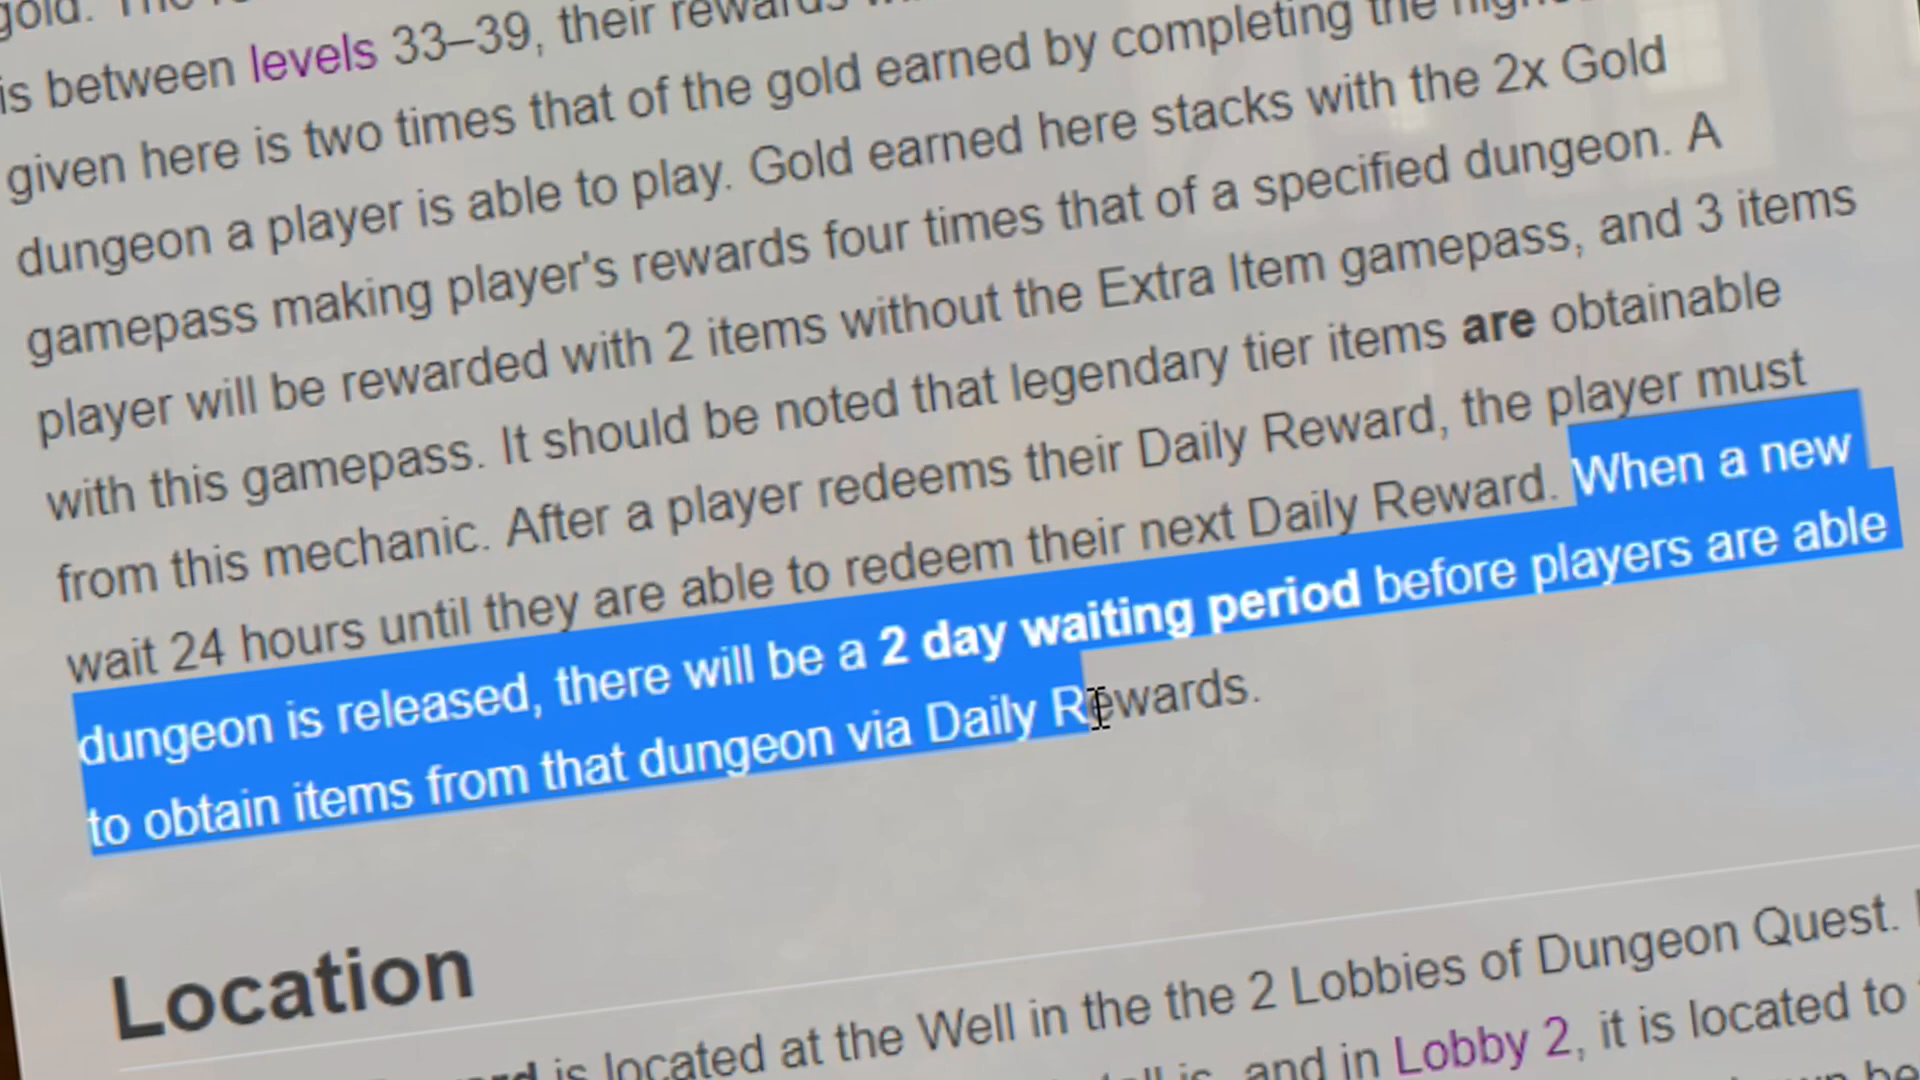 gold. The
is between levels 33–39, their rewards
given here is two times that of the gold earned by completing the
dungeon a player is able to play. Gold earned here stacks with the 2x Gold
gamepass making player's rewards four times that of a specified dungeon. A
player will be rewarded with 2 items without the Extra Item gamepass, and 3 items
with this gamepass. It should be noted that legendary tier items are obtainable
from this mechanic. After a player redeems their Daily Reward, the player must
wait 24 hours until they are able to redeem their next Daily Reward. When a new
dungeon is released, there will be a 2 day waiting period before players are able
to obtain items from that dungeon via Daily Rewards.
Location
is located at the Well in the the 2 Lobbies of Dungeon Quest.
and in Lobby 2, it is located to